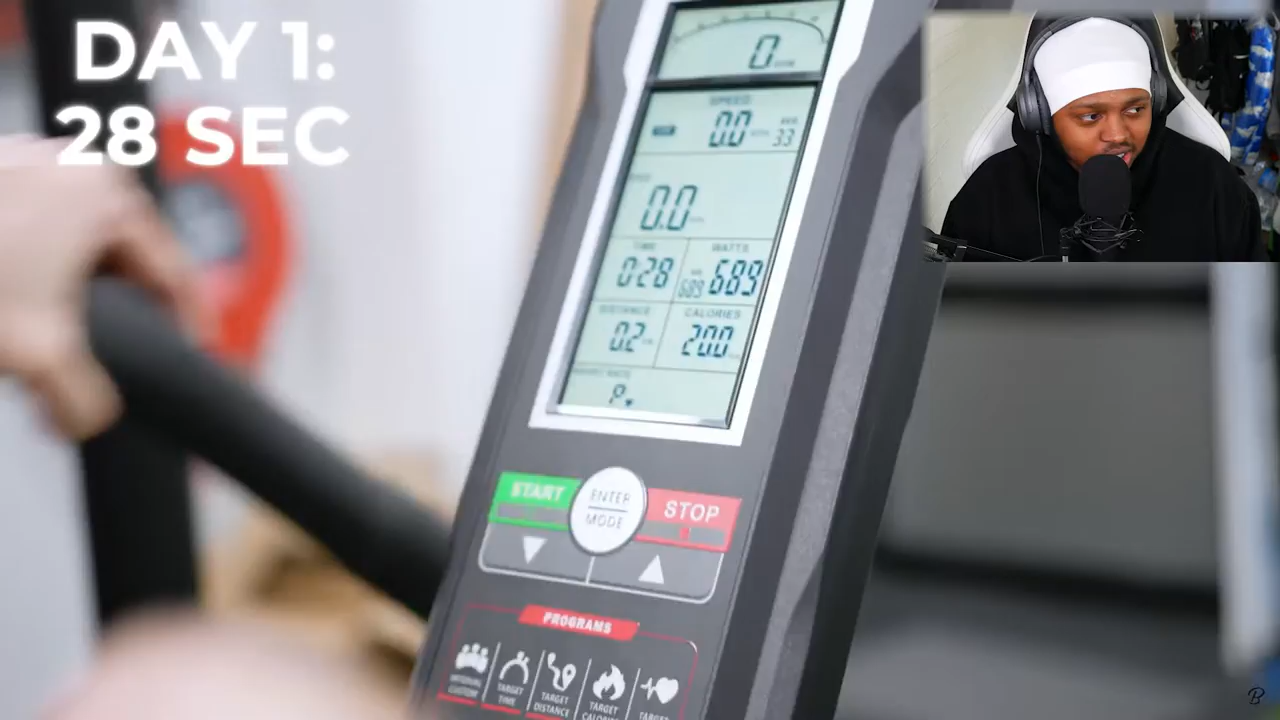 DAY 1:
28 SEC
0
SPEED
0.0
33
0.0
TIME
0:28
WATTS
689
689
DISTANCE
0.2
CALORIES
20.0
P
START
ENTER
MODE
STOP
PROGRAMS
TARGET
TIME
TARGET
DISTANCE
TARGET
CALORIES
TARGET
B